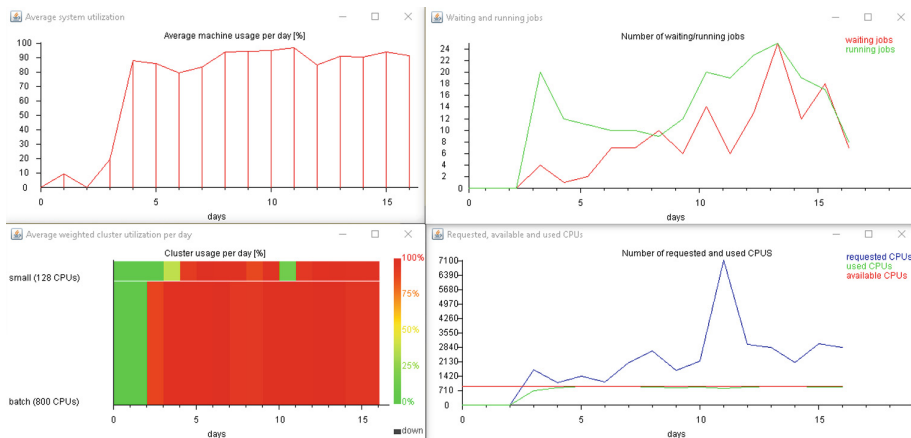 Average system utilization
Average machine usage per day [%]
100
90
80
70
60
50
40
30
20
10
0
0 5 10 15
days
Waiting and running jobs
Number of waiting/running jobs
waiting jobs
running jobs
24
22
20
18
16
14
12
10
8
6
4
2
0 5 10 15
days
Average weighted cluster utilization per day
Cluster usage per day [%]
small (128 CPUs)
batch (800 CPUs)
100%
75%
50%
25%
0%
down
0 5 10 15
days
Requested, available and used CPUs
Number of requested and used CPUS
requested CPUs
used CPUs
available CPUs
7100
6390
5680
4970
4260
3550
2840
2130
1420
710
0 5 10 15
days